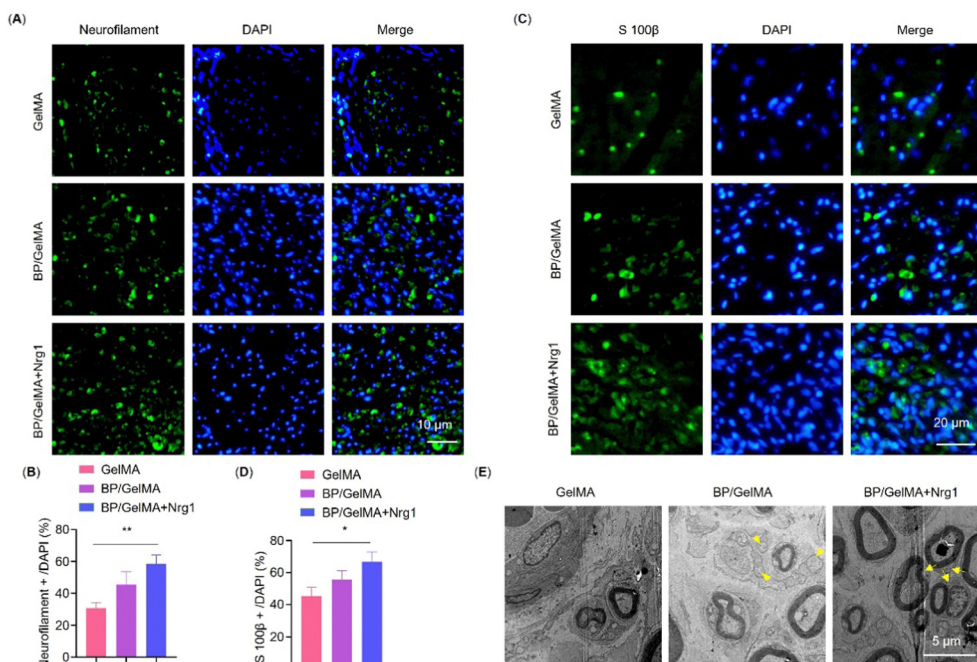 (A)
Neurofilament DAPI Merge
GelMA
BP/GelMA
BP/GelMA+Nrg1
10 μm
(C)
S 100β DAPI Merge
GelMA
BP/GelMA
BP/GelMA+Nrg1
20 μm
(B)
GelMA
BP/GelMA
BP/GelMA+Nrg1
Neurofilament + /DAPI (%)
80
60
40
20
0
**
(D)
GelMA
BP/GelMA
BP/GelMA+Nrg1
S 100β + /DAPI (%)
80
60
40
*
(E)
GelMA BP/GelMA BP/GelMA+Nrg1
5 μm